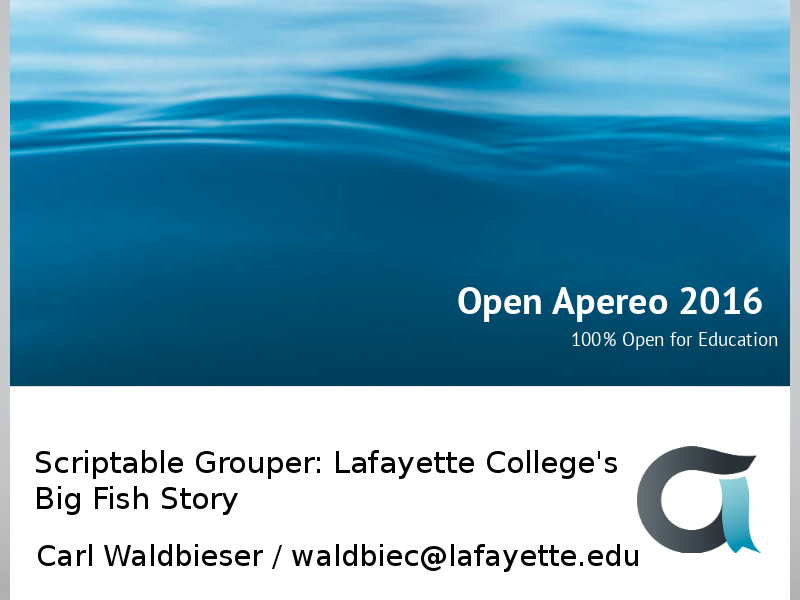 Open Apereo 2016
100% Open for Education
Scriptable Grouper: Lafayette College's
Big Fish Story
Carl Waldbieser / waldbiec@lafayette.edu